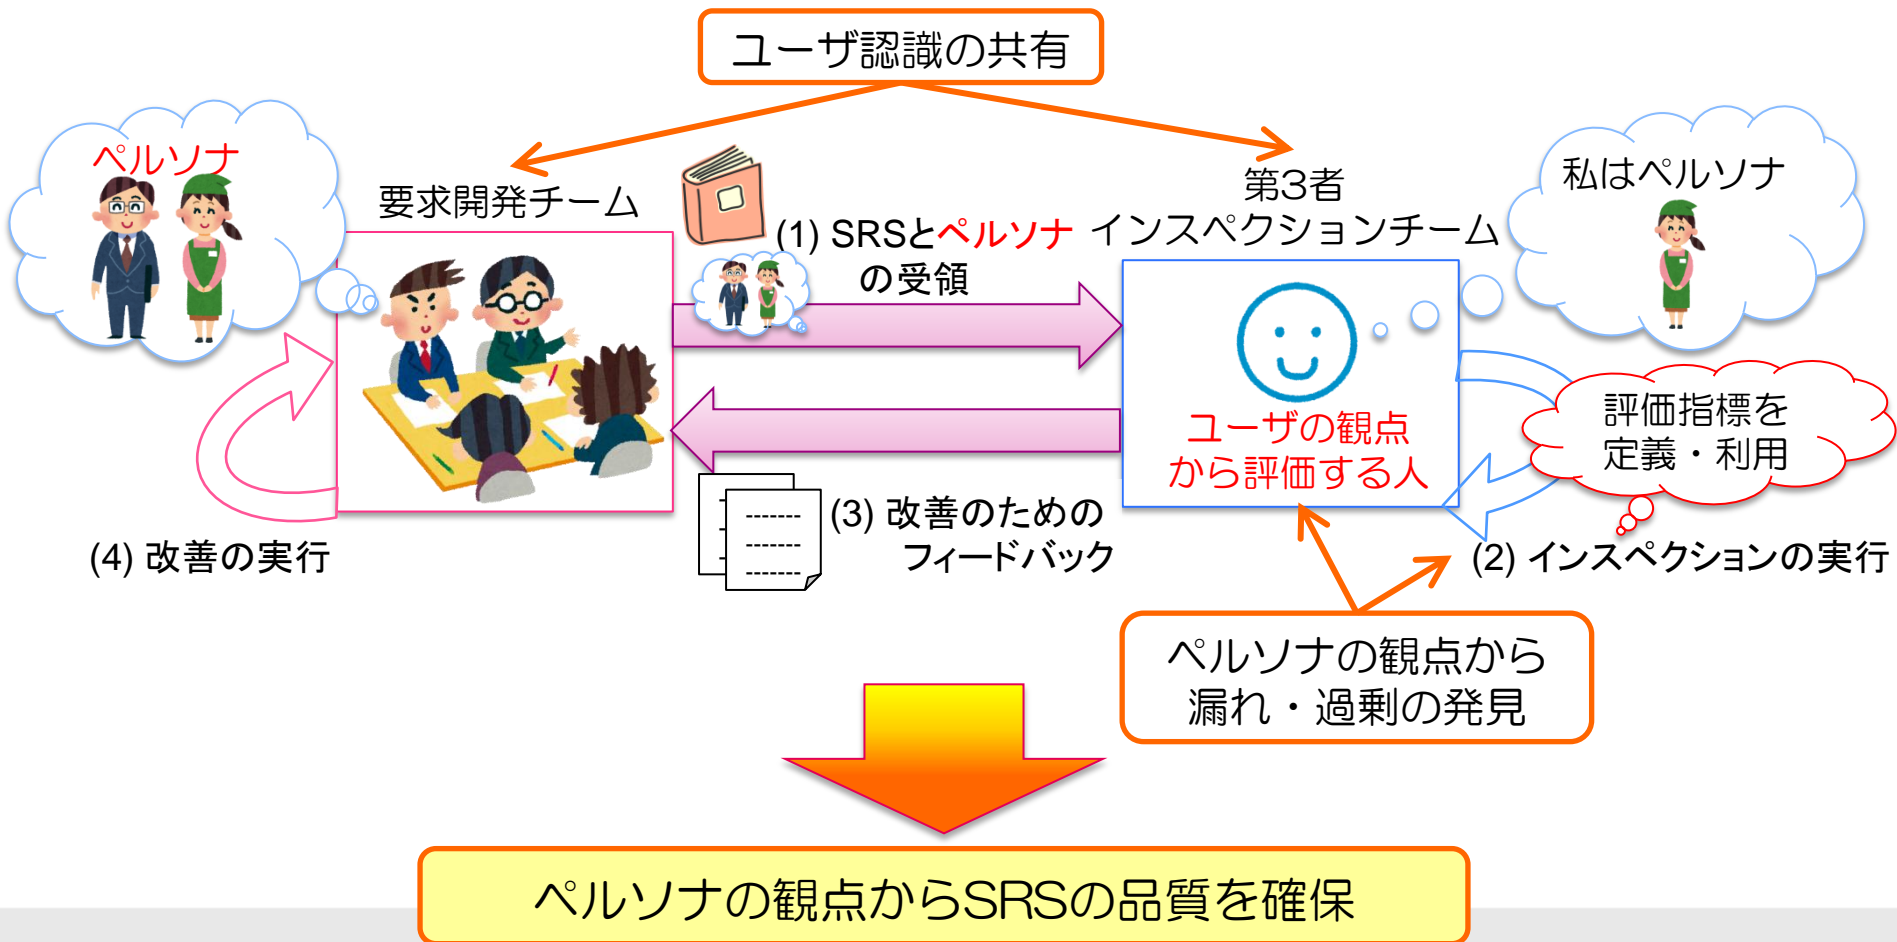 ユーザ認識の共有
ペルソナ
要求開発チーム
(1) SRSとペルソナ
の受領
第3者
インスペクションチーム
私はペルソナ
ユーザの観点
から評価する人
評価指標を
定義・利用
(2) インスペクションの実行
(3) 改善のための
フィードバック
(4) 改善の実行
ペルソナの観点から
漏れ・過剰の発見
ペルソナの観点からSRSの品質を確保